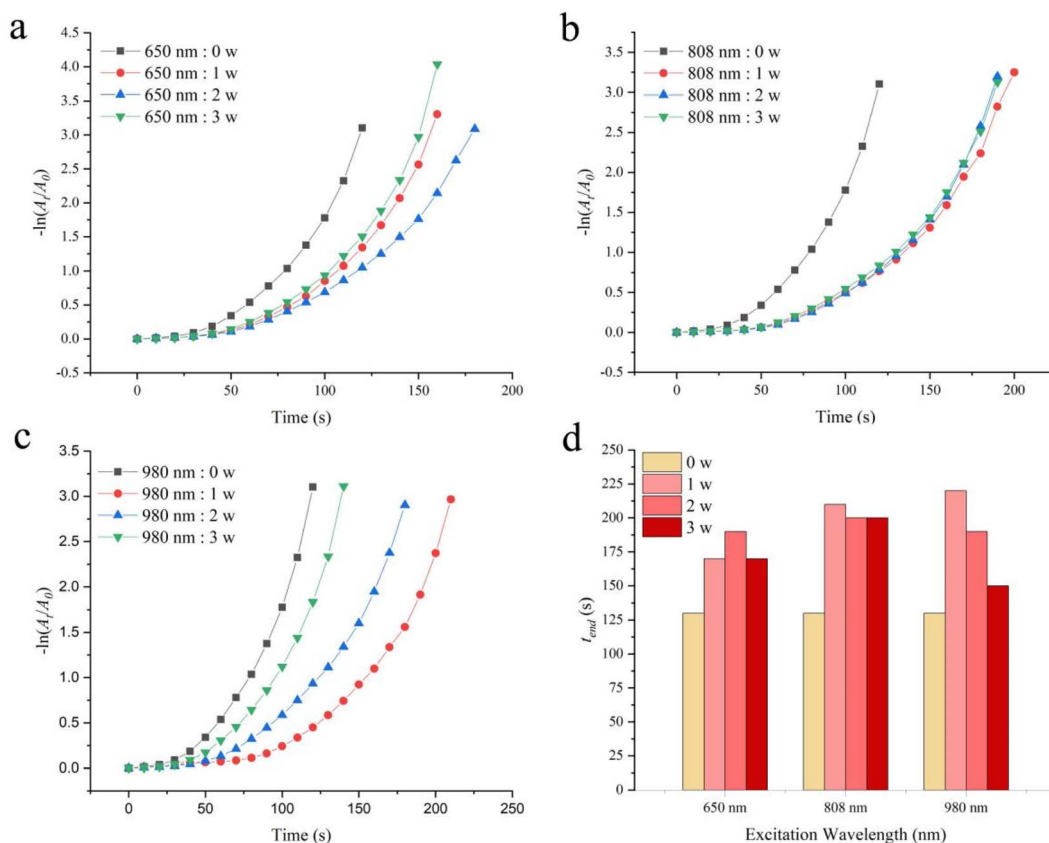 a
650 nm : 0 w
650 nm : 1 w
650 nm : 2 w
650 nm : 3 w
4.5
4.0
3.5
3.0
2.5
2.0
1.5
1.0
0.5
0.0
-0.5
-ln(At/A0)
0 50 100 150 200
Time (s)
b
808 nm : 0 w
808 nm : 1 w
808 nm : 2 w
808 nm : 3 w
3.5
3.0
2.5
2.0
1.5
1.0
0.5
0.0
-0.5
-ln(At/A0)
0 50 100 150 200
Time (s)
c
980 nm : 0 w
980 nm : 1 w
980 nm : 2 w
980 nm : 3 w
3.5
3.0
2.5
2.0
1.5
1.0
0.5
0.0
-ln(At/A0)
0 50 100 150 200 250
Time (s)
d
0 w
1 w
2 w
3 w
250
225
200
175
150
125
100
75
50
25
0
tend (s)
650 nm 808 nm 980 nm
Excitation Wavelength (nm)